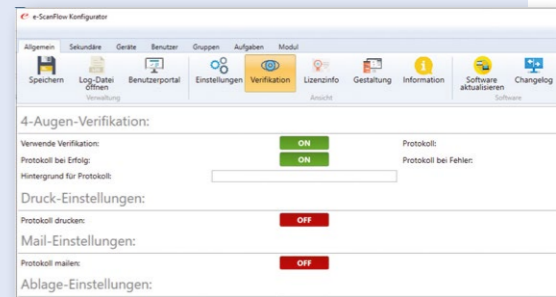 e-ScanFlow Konfigurator
Allgemein Sekundäre Geräte Benutzer Gruppen Aufgaben Modul
Speichern Log-Datei öffnen Benutzerportal Einstellungen Verifikation Lizenzinfo Gestaltung Information Software aktualisieren Changelog
Verwaltung Ansicht Software
4-Augen-Verifikation:
Verwende Verifikation: ON Protokoll:
Protokoll bei Erfolg: ON Protokoll bei Fehler:
Hintergrund für Protokoll:
Druck-Einstellungen:
Protokoll drucken: OFF
Mail-Einstellungen:
Protokoll mailen: OFF
Ablage-Einstellungen: